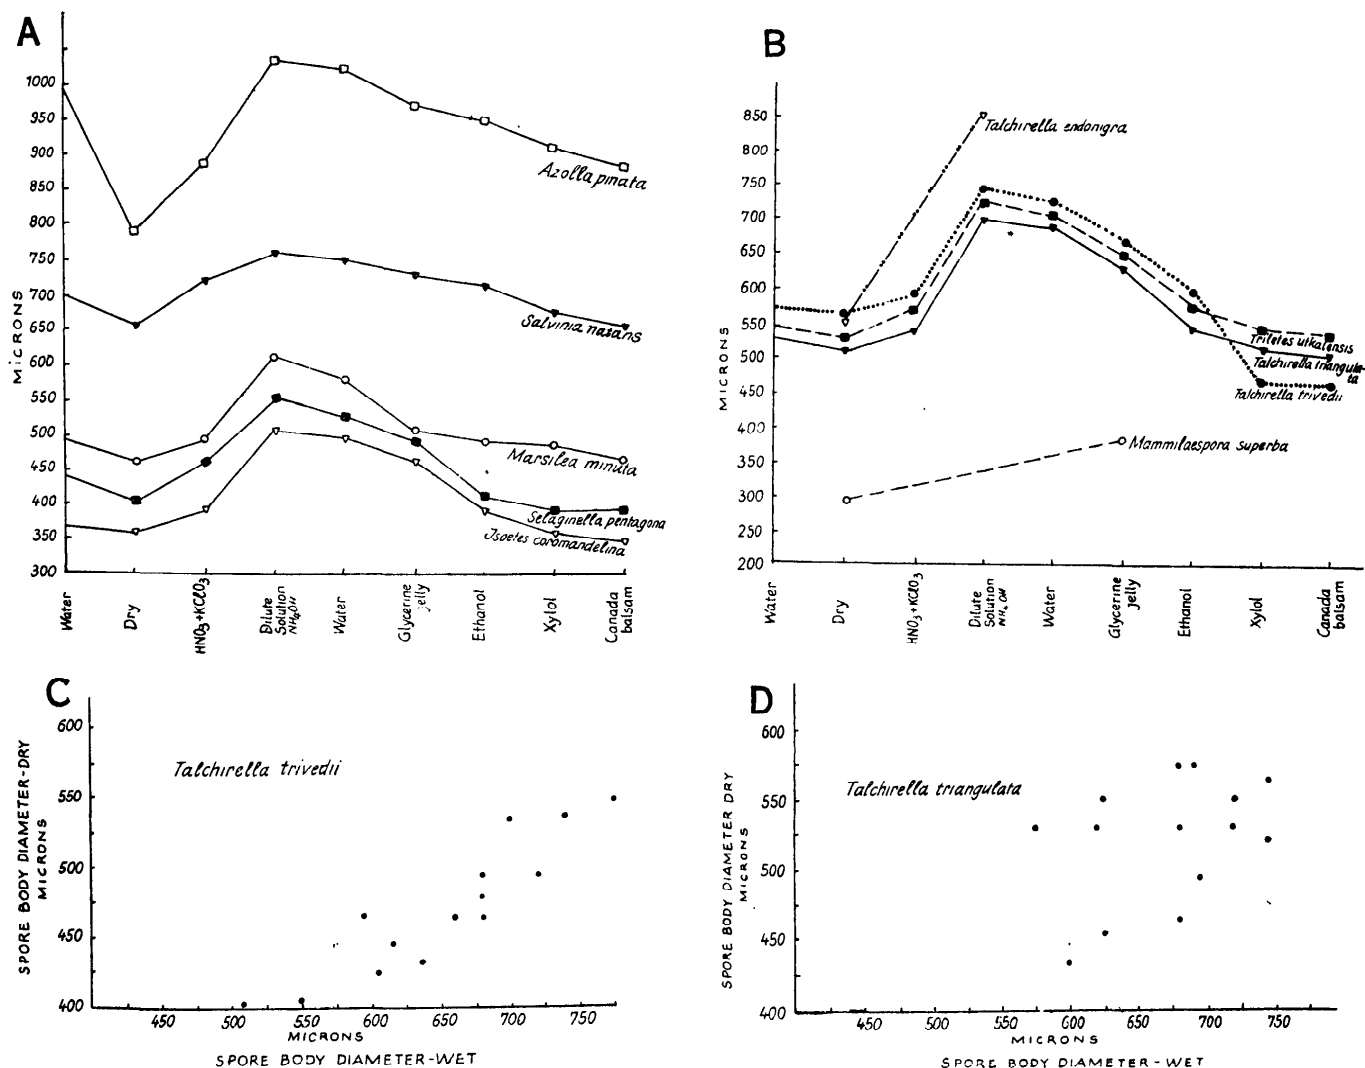 A
1000
950
900
850
800
750
700
650
600
550
500
450
400
350
300
MICRONS
Azolla pinata
Salvinia natans
Marsilea minuta
Selaginella pentagona
Isoetes coromandelina
Water
Dry
HNO3+KClO3
Dilute
Solution
NH4OH
Water
Glycerine
jelly
Ethanol
Xylol
Canada
balsam
B
850
800
750
700
650
600
550
500
450
400
350
300
250
200
MICRONS
Talchirella endonigra
Triletes utkalensis
Talchirella triangula-
ta
Talchirella trivedii
Mammilaespora superba
Water
Dry
HNO3+KClO3
Dilute
Solution
NH4OH
Water
Glycerine
jelly
Ethanol
Xylol
Canada
balsam
C
600
550
500
450
400
SPORE BODY DIAMETER-DRY
MICRONS
Talchirella trivedii
450 500 550 600 650 700 750
MICRONS
SPORE BODY DIAMETER-WET
D
600
550
500
450
400
SPORE BODY DIAMETER DRY
MICRONS
Talchirella triangulata
450 500 550 600 650 700 750
MICRONS
SPORE BODY DIAMETER-WET